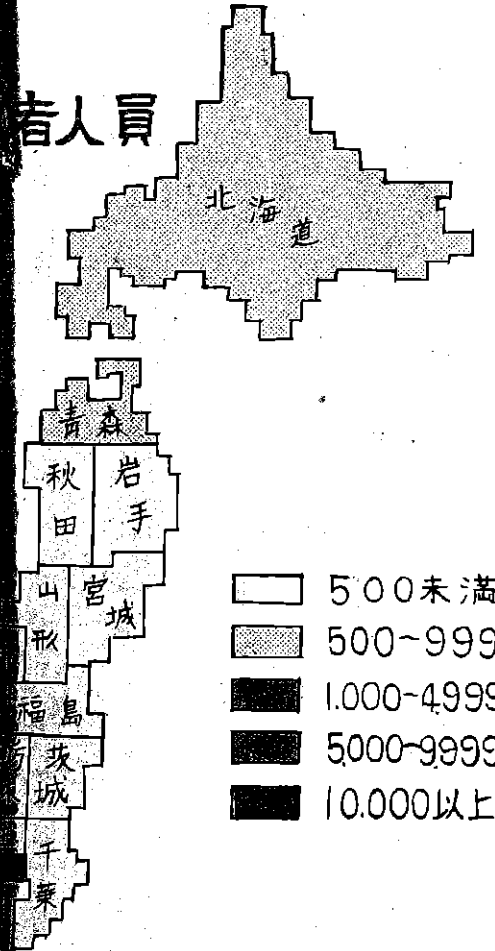 者人員
北海道
青森
秋田
岩手
山形
宮城
福島
茨城
千葉
500未満
500~999
1.000~4.999
5.000~9.999
10.000以上